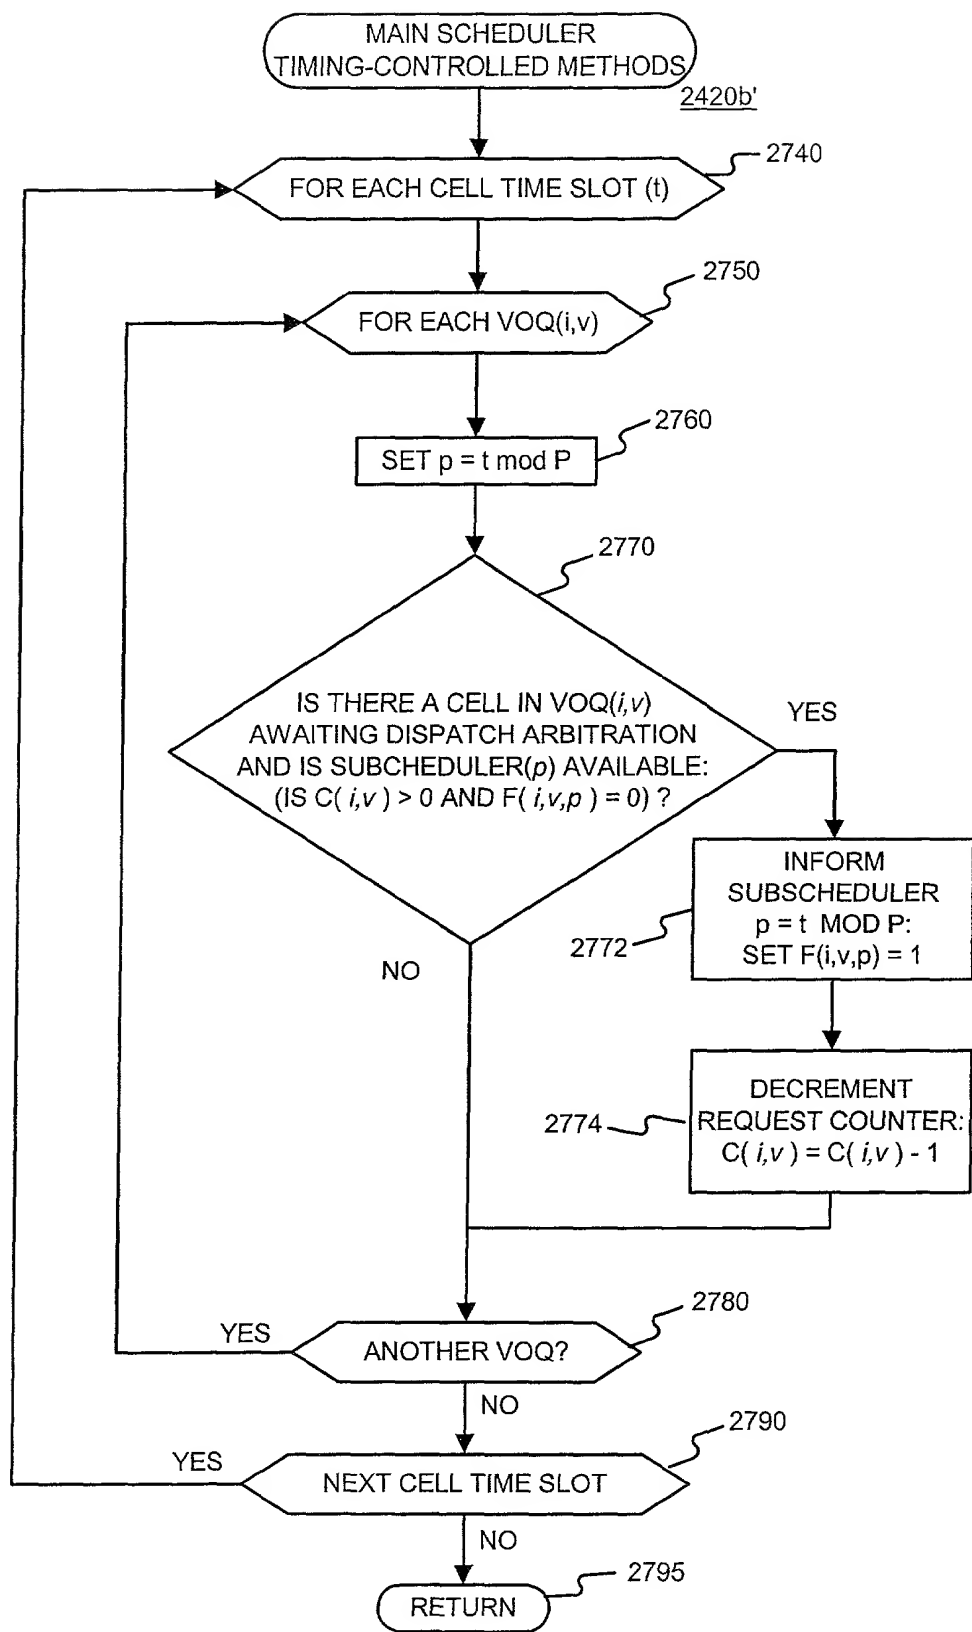 MAIN SCHEDULER
TIMING-CONTROLLED METHODS
2420b'
2740
FOR EACH CELL TIME SLOT (t)
2750
FOR EACH VOQ(i,v)
2760
SET p = t mod P
2770
IS THERE A CELL IN VOQ(i,v)
AWAITING DISPATCH ARBITRATION
AND IS SUBCHEDULER(p) AVAILABLE:
(IS C( i,v ) > 0 AND F( i,v,p ) = 0) ?
YES
NO
INFORM
SUBSCHEDULER
p = t MOD P:
SET F(i,v,p) = 1
2772
DECREMENT
REQUEST COUNTER:
C( i,v ) = C( i,v ) - 1
2774
2780
YES
ANOTHER VOQ?
NO
2790
YES
NEXT CELL TIME SLOT
NO
2795
RETURN